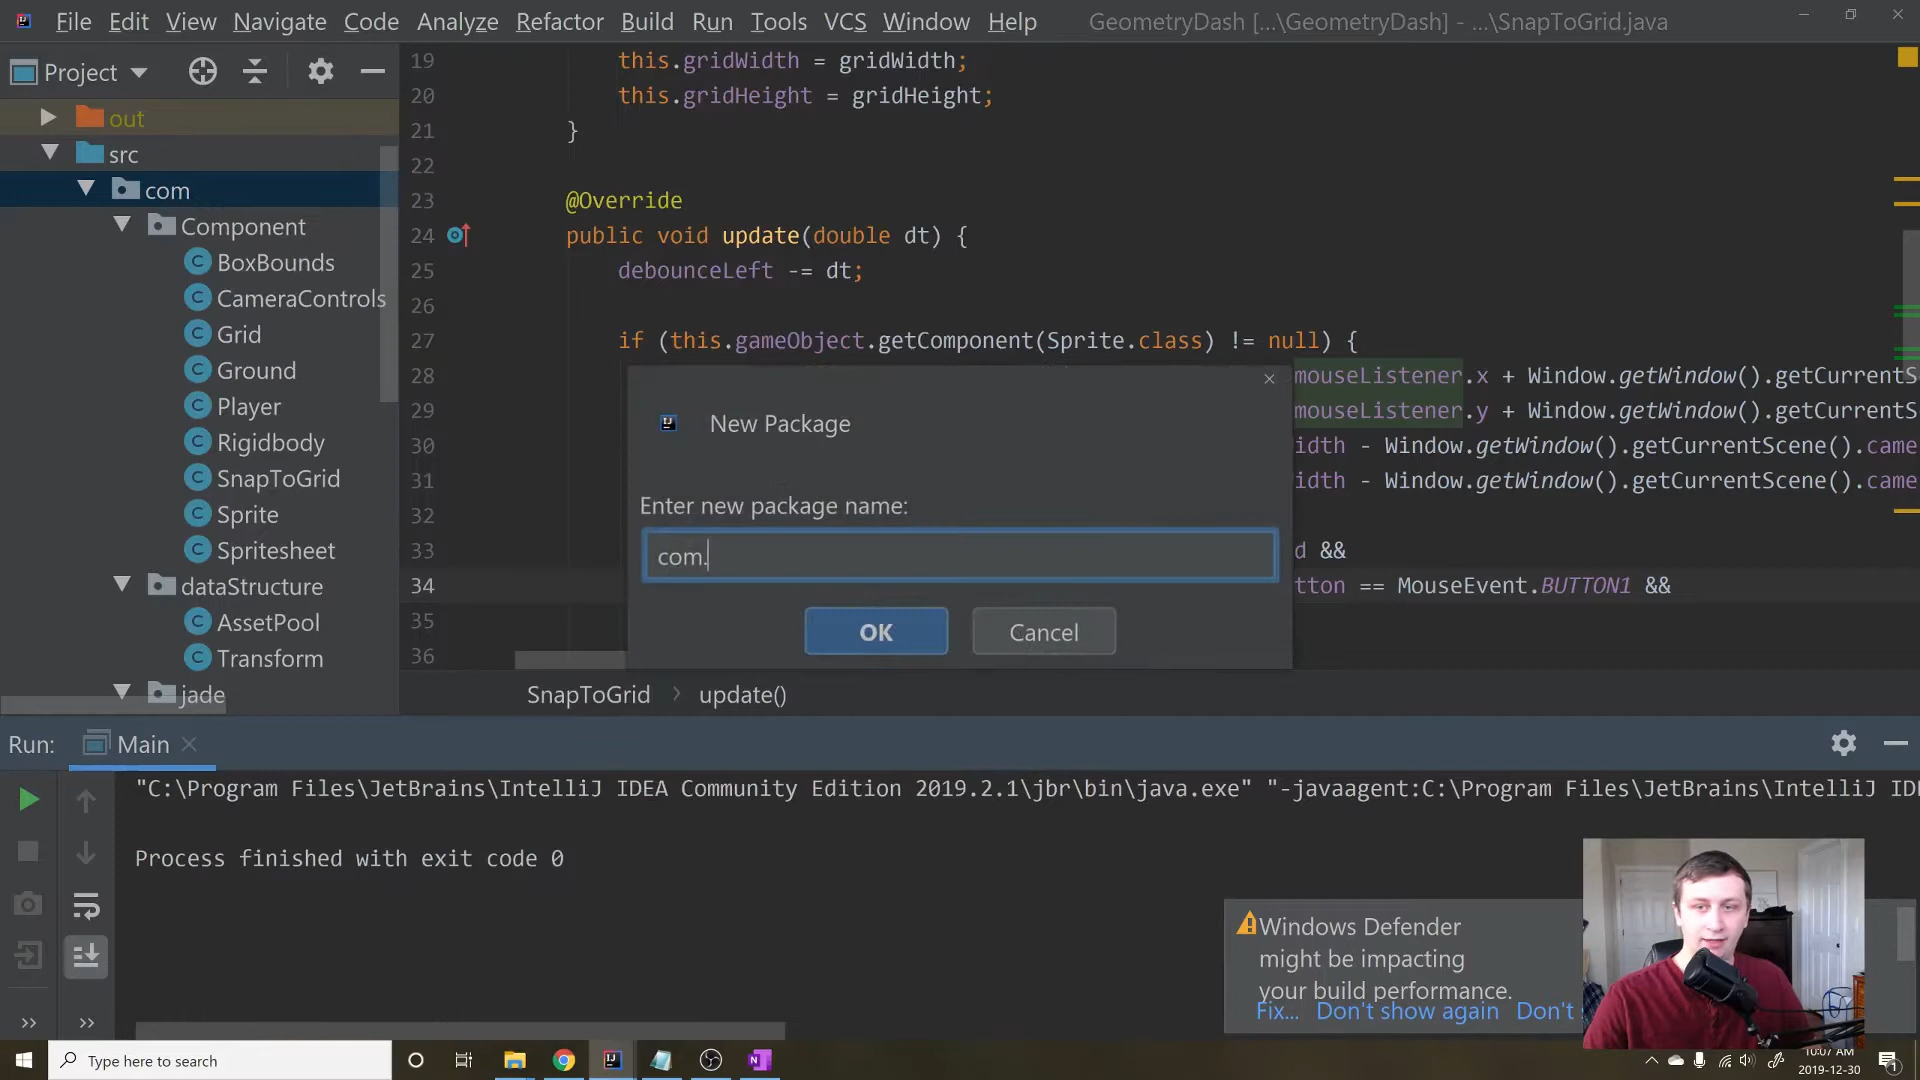 File Edit View Navigate Code Analyze Refactor Build Run Tools VCS Window Help GeometryDash [...\GeometryDash] - ...\SnapToGrid.java
Project
out
src
com
Component
BoxBounds
CameraControls
Grid
Ground
Player
Rigidbody
SnapToGrid
Sprite
Spritesheet
dataStructure
AssetPool
Transform
jade
19 this.gridWidth = gridWidth;
20 this.gridHeight = gridHeight;
21 }
22
23 @Override
24 public void update(double dt) {
25 debounceLeft -= dt;
26
27 if (this.gameObject.getComponent(Sprite.class) != null) {
28 mouseListener.x + Window.getWindow().getCurrentS
29 mouseListener.y + Window.getWindow().getCurrentS
30 idth - Window.getWindow().getCurrentScene().came
31 idth - Window.getWindow().getCurrentScene().came
32
33 d &&
34 tton == MouseEvent.BUTTON1 &&
35
36
New Package
Enter new package name:
com.
OK Cancel
SnapToGrid > update()
Run: Main
"C:\Program Files\JetBrains\IntelliJ IDEA Community Edition 2019.2.1\jbr\bin\java.exe" "-javaagent:C:\Program Files\JetBrains\IntelliJ IDE
Process finished with exit code 0
Windows Defender
might be impacting
your build performance.
Fix... Don't show again Don't s
Type here to search
10:07 AM
2019-12-30